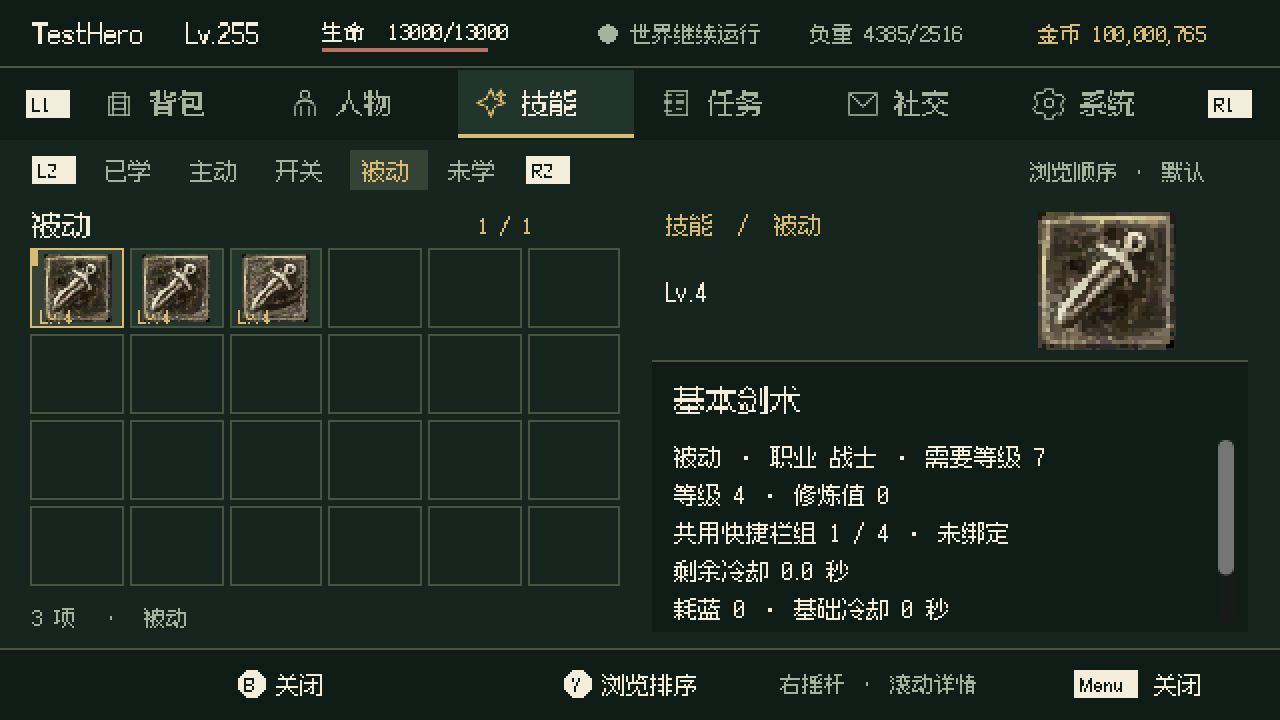 TestHero Lv.255 生命 13000/13000 世界继续运行 负重 4385/2516 金币 100,000,765
L1 背包 人物 技能 任务 社交 系统 R1
L2 已学 主动 开关 被动 未学 R2 浏览顺序 · 默认
被动 1 / 1
技能 / 被动
Lv.4
Lv.4 Lv.4 Lv.4
基本剑术
被动 · 职业 战士 · 需要等级 7
等级 4 · 修炼值 0
共用快捷栏组 1 / 4 · 未绑定
剩余冷却 0.0 秒
耗蓝 0 · 基础冷却 0 秒
3 项 · 被动
B 关闭 Y 浏览排序 右摇杆 · 滚动详情 Menu 关闭